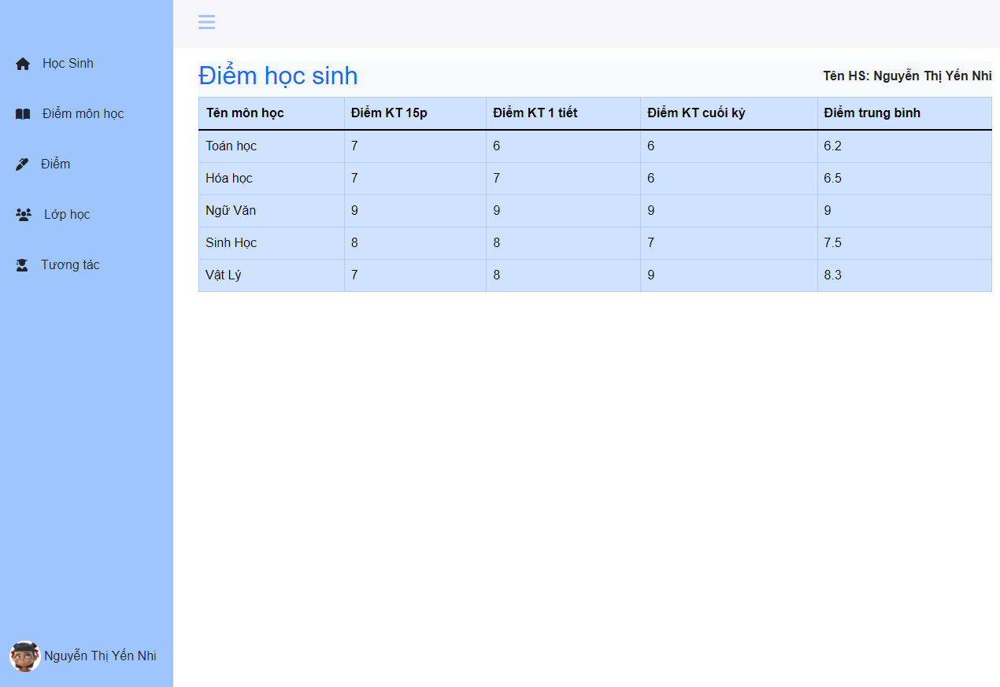 Học Sinh
Điểm môn học
Điểm
Lớp học
Tương tác
Nguyễn Thị Yến Nhi
Điểm học sinh
Tên HS: Nguyễn Thị Yến Nhi
Tên môn học Điểm KT 15p Điểm KT 1 tiết Điểm KT cuối kỳ Điểm trung bình
Toán học 7 6 6 6.2
Hóa học 7 7 6 6.5
Ngữ Văn 9 9 9 9
Sinh Học 8 8 7 7.5
Vật Lý 7 8 9 8.3